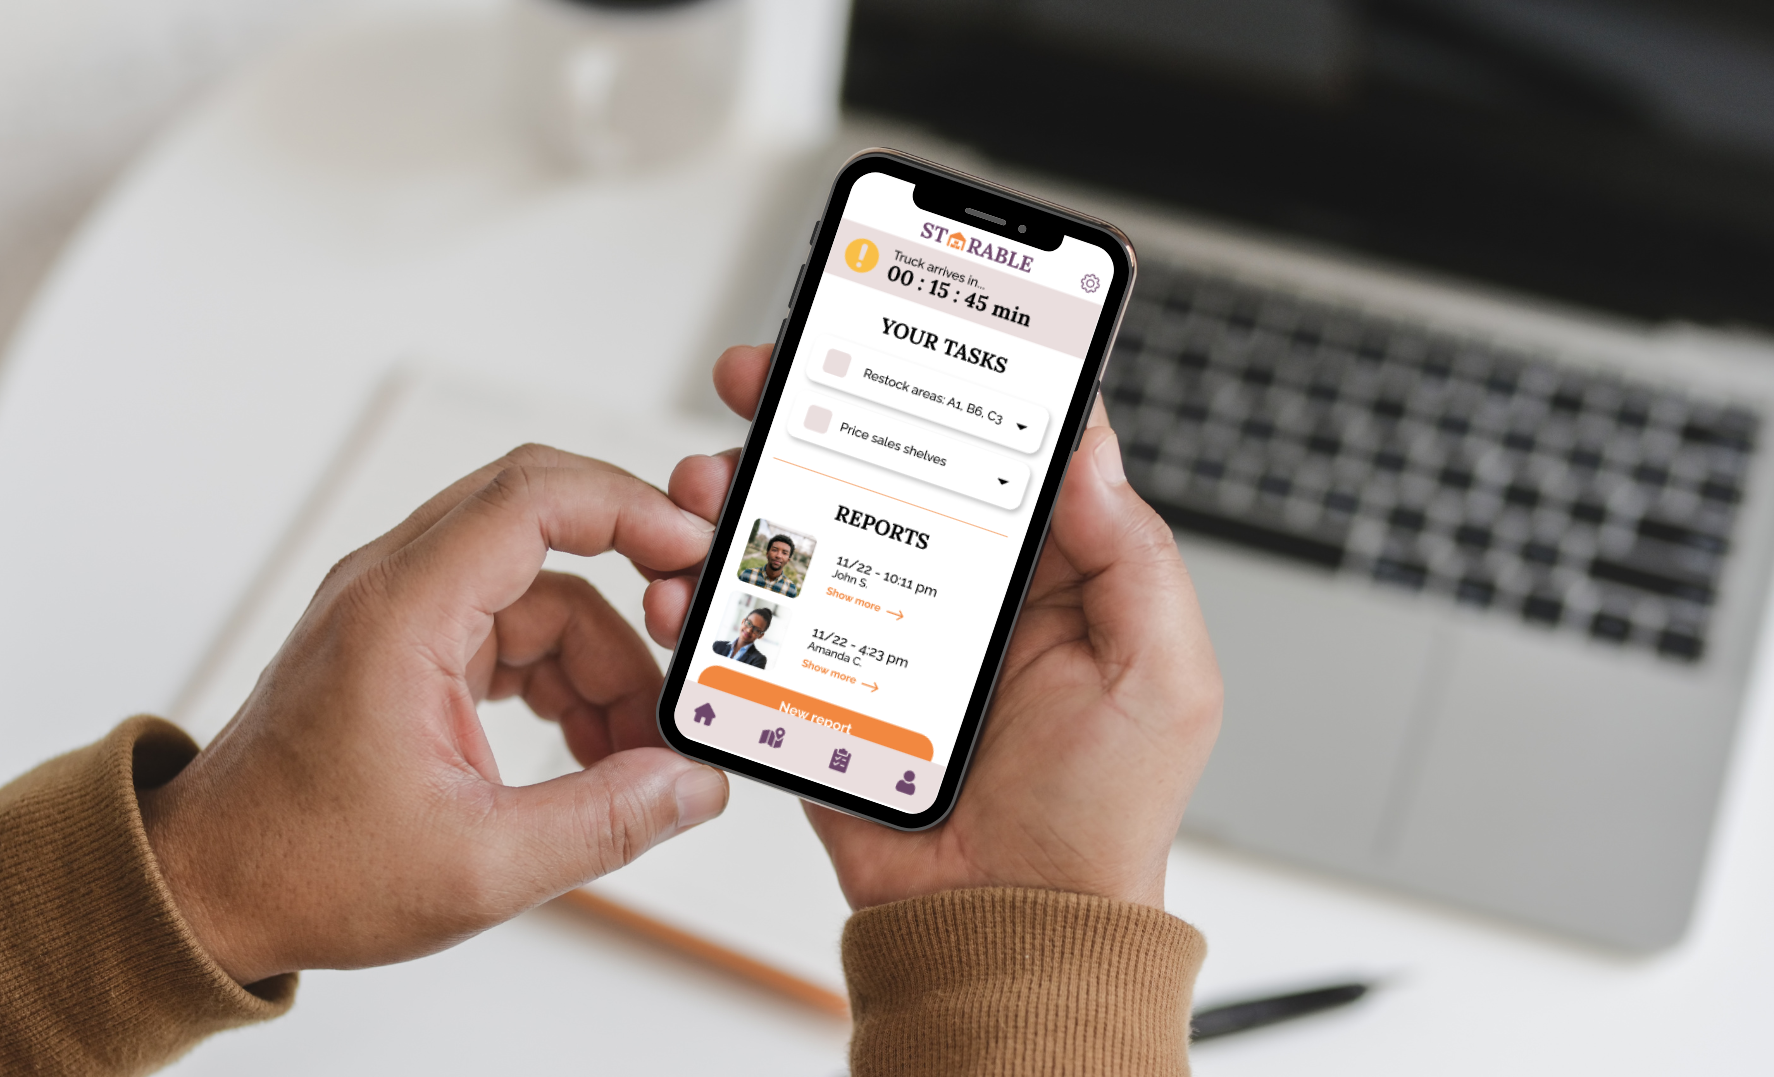 STORABLE
Truck arrives in...
00 : 15 : 45 min
YOUR TASKS
Restock areas: A1, B6, C3
Price sales shelves
REPORTS
11/22 - 10:11 pm
John S.
Show more
11/22 - 4:23 pm
Amanda C.
Show more
New report